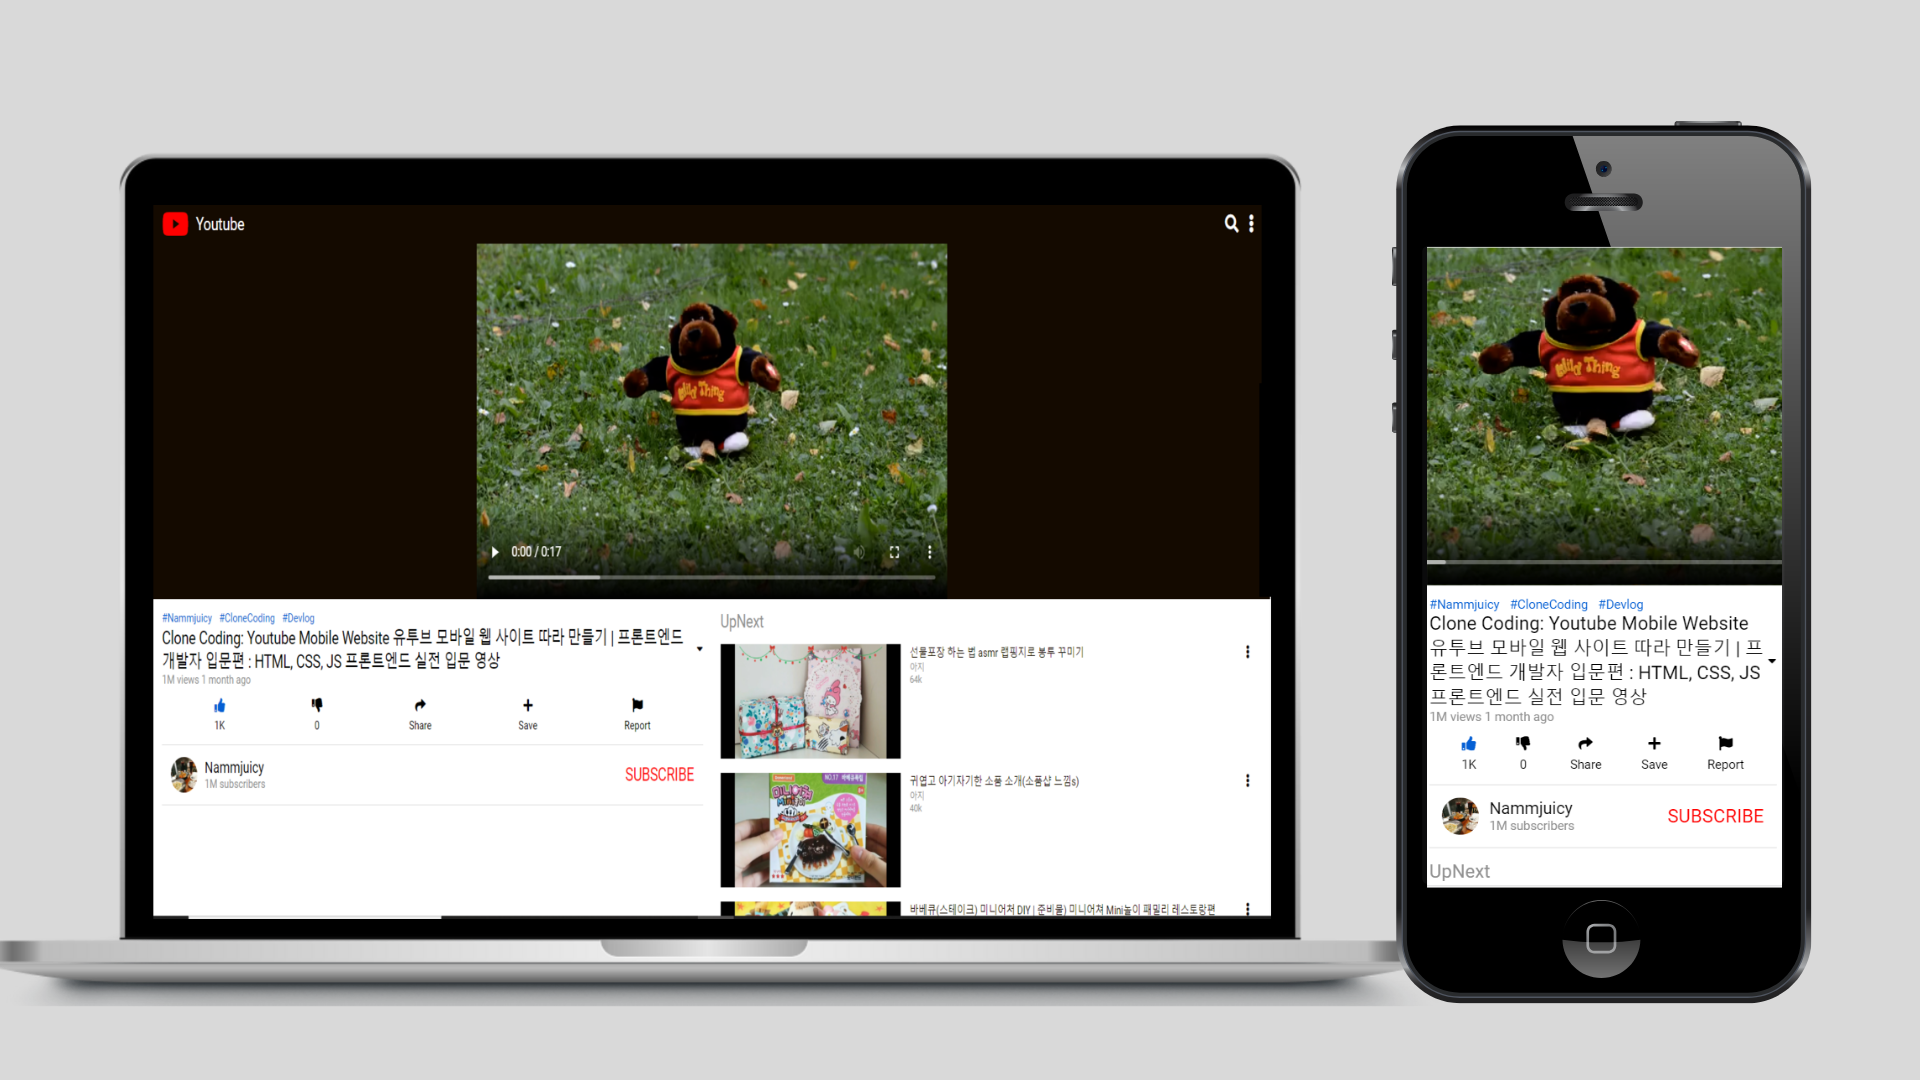 Youtube
Wild Thing
0:00 / 0:17
#Nammjuicy #CloneCoding #Devlog
Clone Coding: Youtube Mobile Website 유투브 모바일 웹 사이트 따라 만들기 | 프론트엔드
개발자 입문편 : HTML, CSS, JS 프론트엔드 실전 입문 영상
1M views 1 month ago
1K 0 Share Save Report
Nammjuicy
1M subscribers
SUBSCRIBE
UpNext
선물포장 하는 법 asmr 랩핑지로 봉투 꾸미기
아지
64k
귀엽고 아기자기한 소품 소개(소품샵 느낌s)
아지
40k
바베큐(스테이크) 미니어처 DIY | 준비물) 미니어쳐 Mini놀이 패밀리 레스토랑편
Wild Thing
#Nammjuicy #CloneCoding #Devlog
Clone Coding: Youtube Mobile Website
유투브 모바일 웹 사이트 따라 만들기 | 프
론트엔드 개발자 입문편 : HTML, CSS, JS
프론트엔드 실전 입문 영상
1M views 1 month ago
1K 0 Share Save Report
Nammjuicy
1M subscribers
SUBSCRIBE
UpNext